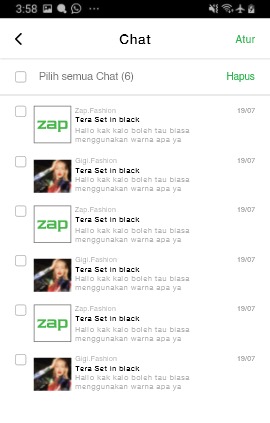 3:58
Chat
Atur
Pilih semua Chat (6)
Hapus
Zap.Fashion
19/07
zap
Tera Set in black
Hallo kak kalo boleh tau biasa
menggunakan warna apa ya
Gigi.Fashion
19/07
Tera Set in black
Hallo kak kalo boleh tau biasa
menggunakan warna apa ya
Zap.Fashion
19/07
zap
Tera Set in black
Hallo kak kalo boleh tau biasa
menggunakan warna apa ya
Gigi.Fashion
19/07
Tera Set in black
Hallo kak kalo boleh tau biasa
menggunakan warna apa ya
Zap.Fashion
19/07
zap
Tera Set in black
Hallo kak kalo boleh tau biasa
menggunakan warna apa ya
Gigi.Fashion
19/07
Tera Set in black
Hallo kak kalo boleh tau biasa
menggunakan warna apa ya